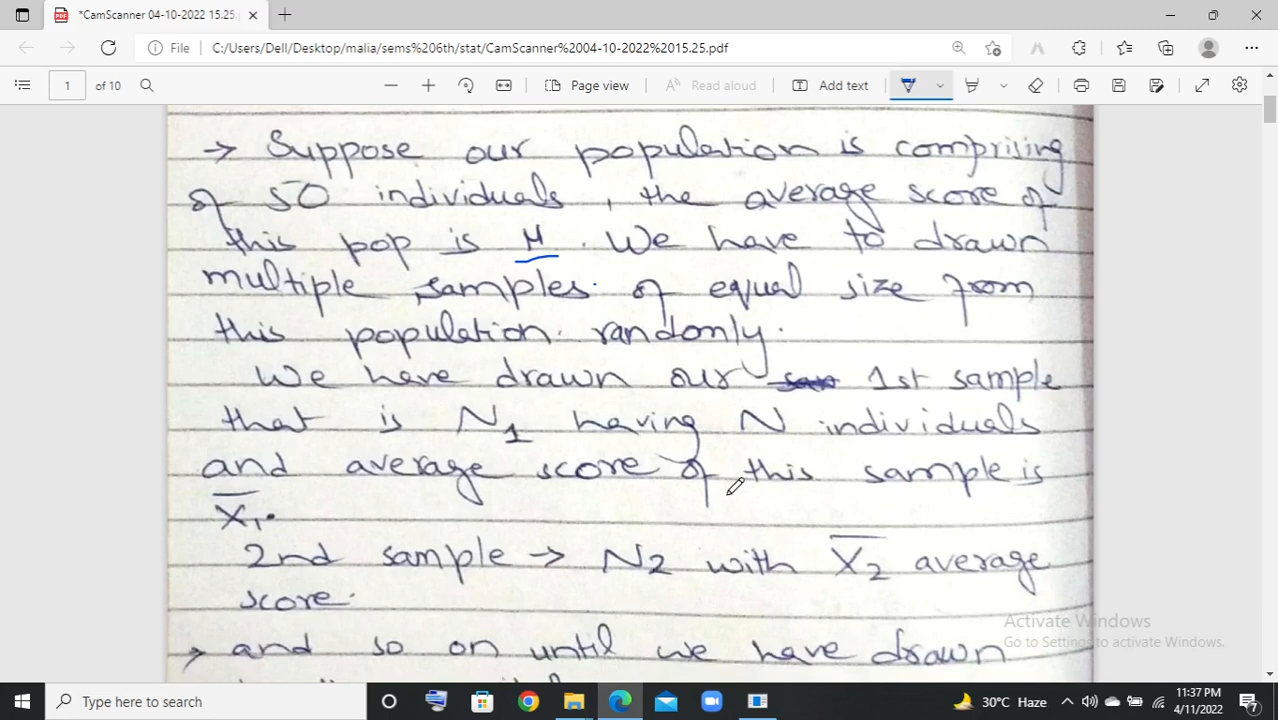 *CamScanner 04-10-2022 15.25.
File C:/Users/Dell/Desktop/malia/sems%206th/stat/CamScanner%2004-10-2022%2015.25.pdf
1 of 10 Page view Read aloud Add text
→ Suppose our population is comprising
of 50 individuals, the average score of
this pop is μ. We have to drawn
multiple samples of equal size from
this population randomly.
We have drawn our 1st sample
that is N1 having N individuals
and average score of this sample is
X̅1.
2nd sample → N2 with X̅2 average
score.
→ and so on until we have drawn
Activate Windows
Go to Settings to activate Windows.
Type here to search
30°C Haze
11:37 PM
4/11/2022
7